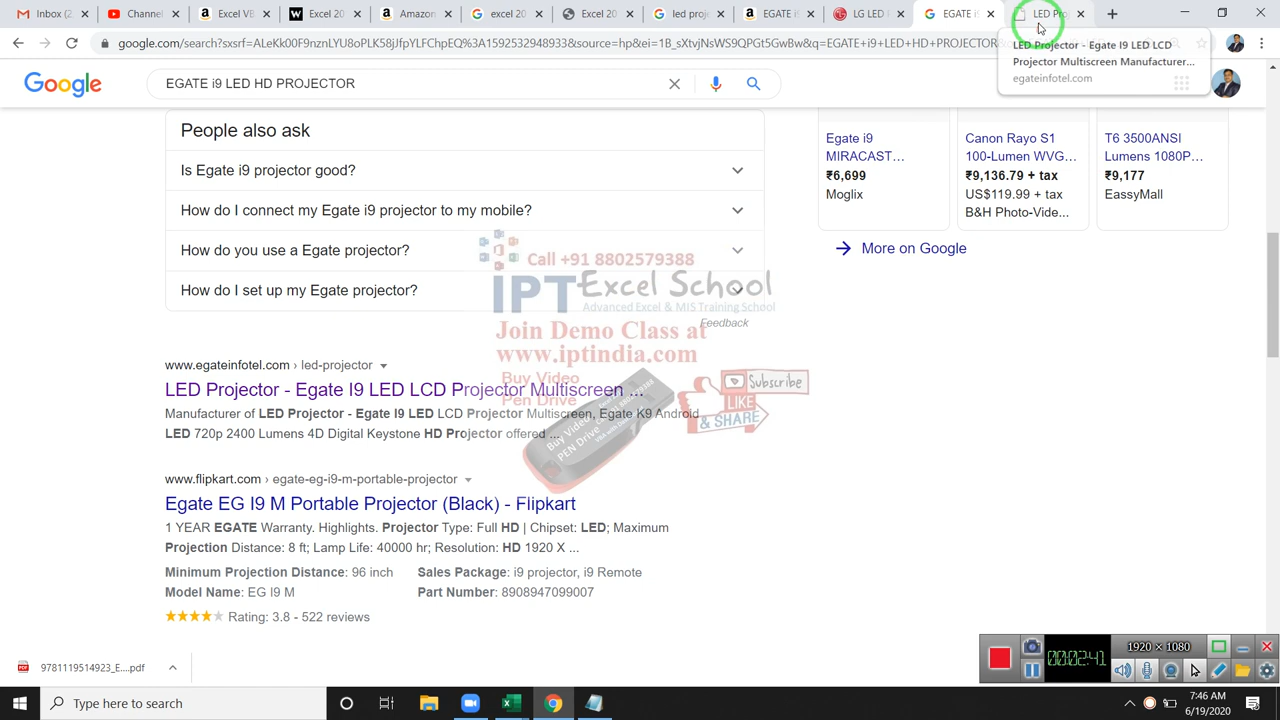 Inbox (2
Channel
Excel VB
Excel 20
Amazon
excel 20
Excel 20
led proje
EGATE i9
LG LED
EGATE i9
LED Proj
google.com/search?sxsrf=
LED Projector - Egate I9 LED LCD
Projector Multiscreen Manufacturer...
egateinfotel.com
Google
EGATE i9 LED HD PROJECTOR
People also ask
Is Egate i9 projector good?
How do I connect my Egate i9 projector to my mobile?
How do you use a Egate projector?
How do I set up my Egate projector?
Feedback
Egate i9
MIRACAST...
₹6,699
Moglix
Canon Rayo S1
100-Lumen WVG...
₹9,136.79 + tax
US$119.99 + tax
B&H Photo-Vide...
T6 3500ANSI
Lumens 1080P...
₹9,177
EassyMall
More on Google
Call +91 8802579388
IPT Excel School
Advanced Excel & MIS Training School
Join Demo Class at
www.iptindia.com
Buy Video
Pen Drive
Subscribe
LIKE
& SHARE
www.egateinfotel.com › led-projector
LED Projector - Egate I9 LED LCD Projector Multiscreen ...
Manufacturer of LED Projector - Egate I9 LED LCD Projector Multiscreen, Egate K9 Android
LED 720p 2400 Lumens 4D Digital Keystone HD Projector offered ...
www.flipkart.com › egate-eg-i9-m-portable-projector
Egate EG I9 M Portable Projector (Black) - Flipkart
1 YEAR EGATE Warranty. Highlights. Projector Type: Full HD | Chipset: LED; Maximum
Projection Distance: 8 ft; Lamp Life: 40000 hr; Resolution: HD 1920 X ...
Minimum Projection Distance: 96 inch Sales Package: i9 projector, i9 Remote
Model Name: EG I9 M Part Number: 8908947099007
Rating: 3.8 - 522 reviews
9781119514923_E....pdf
1920 × 1080
00:02:41
Type here to search
7:46 AM
6/19/2020